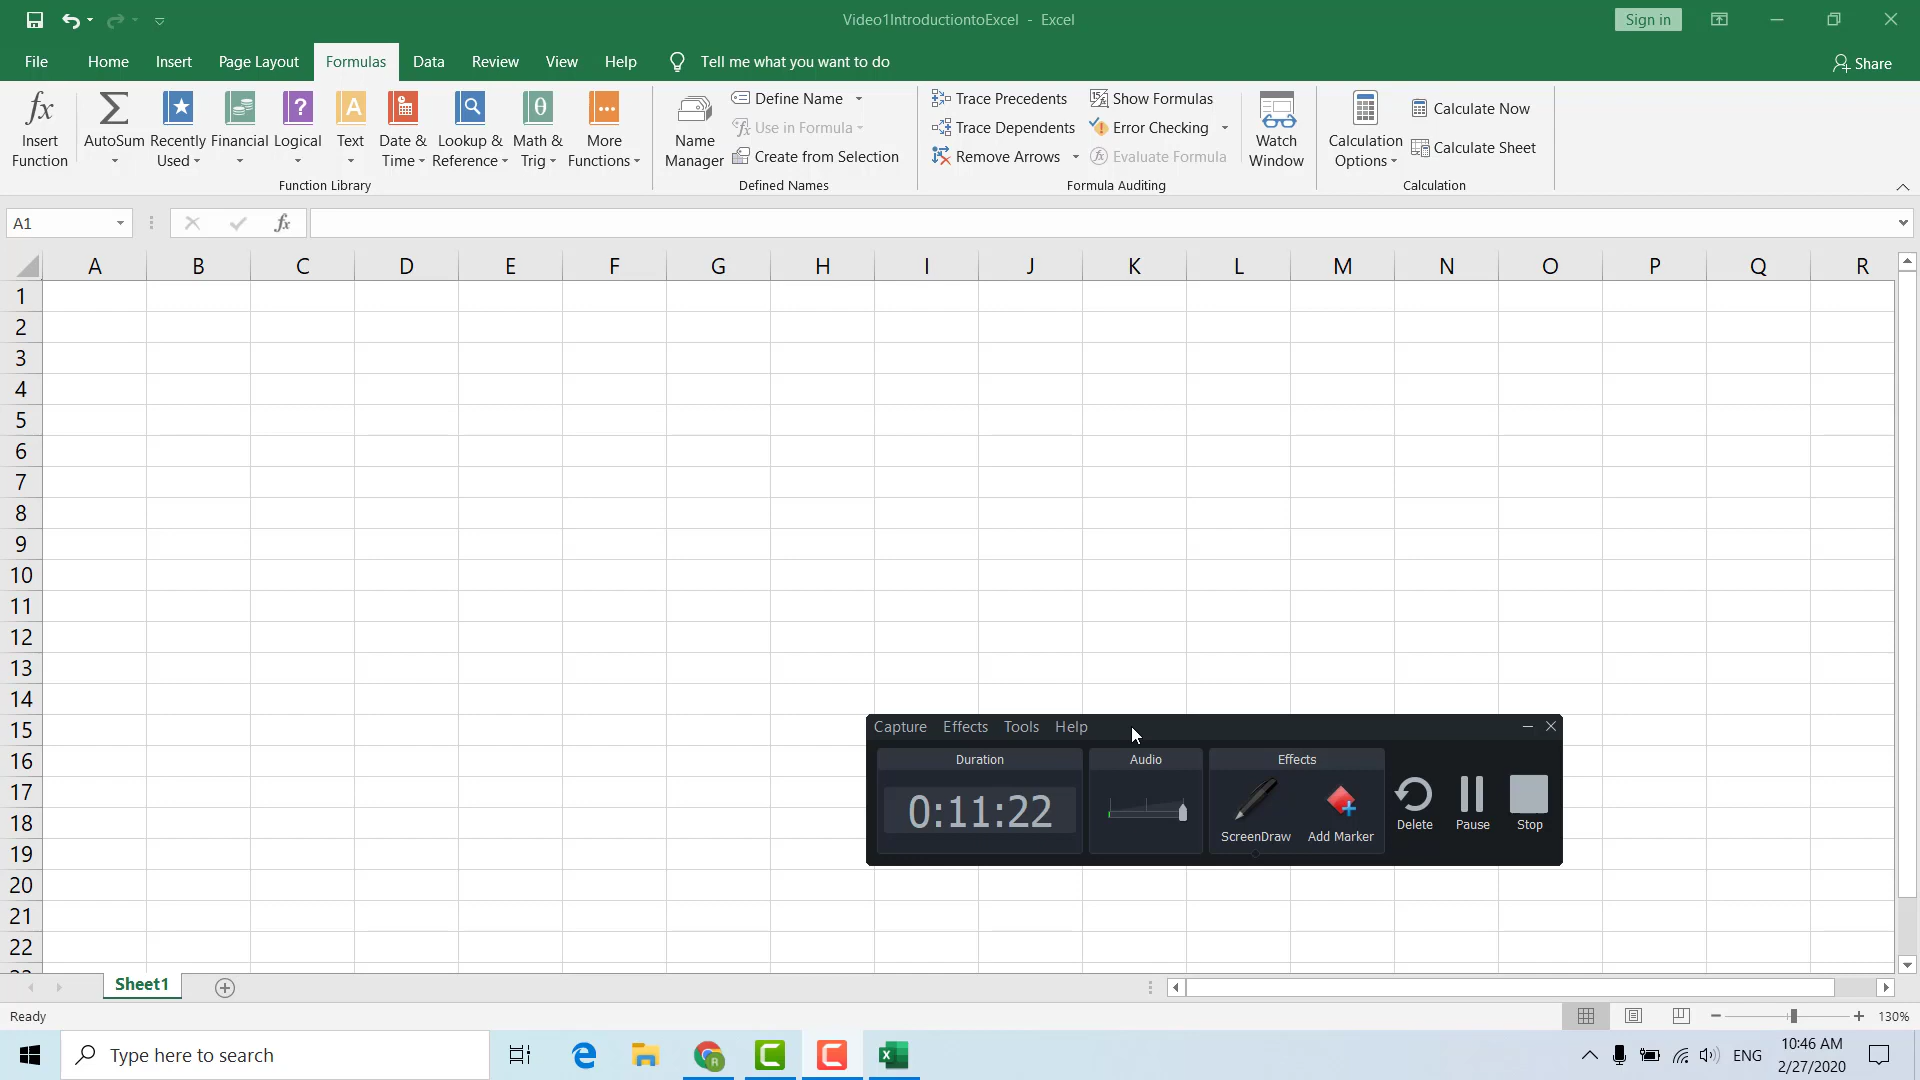 Video1IntroductiontoExcel - Excel
Sign in
File Home Insert Page Layout Formulas Data Review View Help Tell me what you want to do
Share
Insert Function
AutoSum
Recently Used
Financial
Logical
Text
Date & Time
Lookup & Reference
Math & Trig
More Functions
Function Library
Name Manager
Define Name
Use in Formula
Create from Selection
Defined Names
Trace Precedents
Trace Dependents
Remove Arrows
Show Formulas
Error Checking
Evaluate Formula
Formula Auditing
Watch Window
Calculation Options
Calculate Now
Calculate Sheet
Calculation
A1
fx
A B C D E F G H I J K L M N O P Q R
1
2
3
4
5
6
7
8
9
10
11
12
13
14
15
16
17
18
19
20
21
22
Capture Effects Tools Help
Duration Audio Effects
0:11:22
ScreenDraw Add Marker Delete Pause Stop
Sheet1
Ready
130%
Type here to search
ENG
10:46 AM
2/27/2020